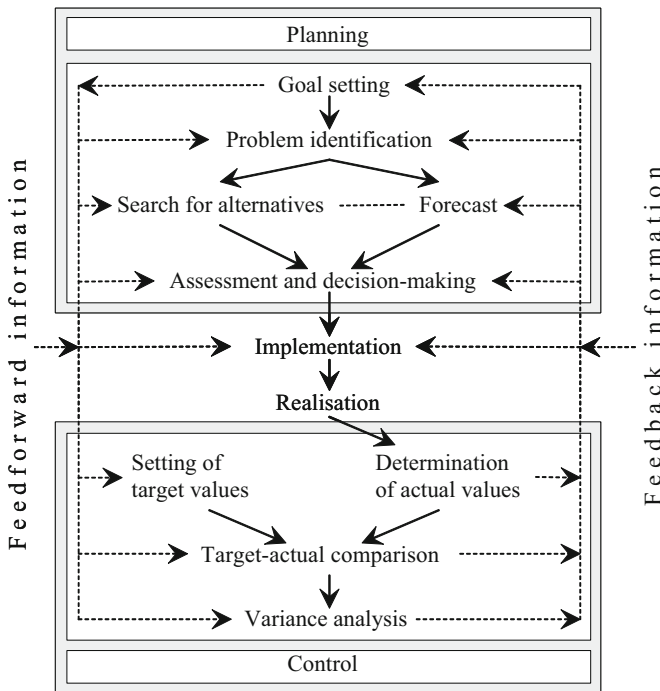 Planning
Goal setting
Problem identification
Search for alternatives
Forecast
Assessment and decision-making
Feedforward information
Feedback information
Implementation
Realisation
Setting of
target values
Determination
of actual values
Target-actual comparison
Variance analysis
Control